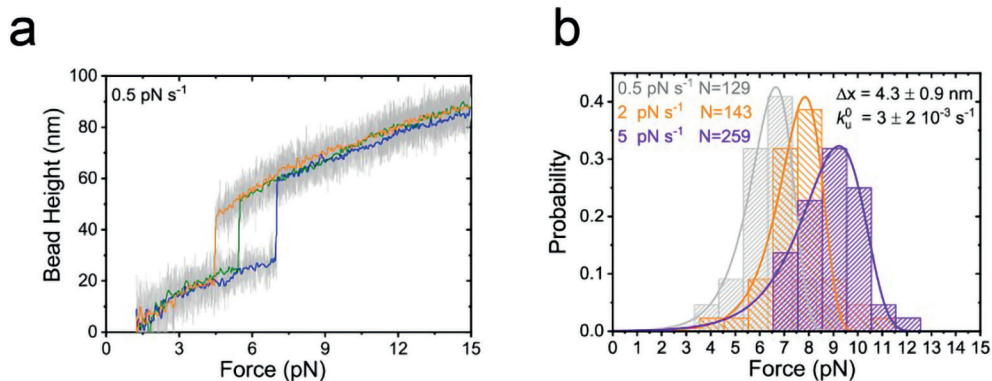 a
0.5 pN s⁻¹
100
80
60
40
20
0
Bead Height (nm)
3 6 9 12 15
Force (pN)
b
0.5 pN s⁻¹ N=129
2 pN s⁻¹ N=143
5 pN s⁻¹ N=259
Δx = 4.3 ± 0.9 nm
k⁰ᵤ = 3 ± 2 10⁻³ s⁻¹
0.4
0.3
0.2
0.1
0.0
Probability
0 1 2 3 4 5 6 7 8 9 10 11 12 13 14 15
Force (pN)